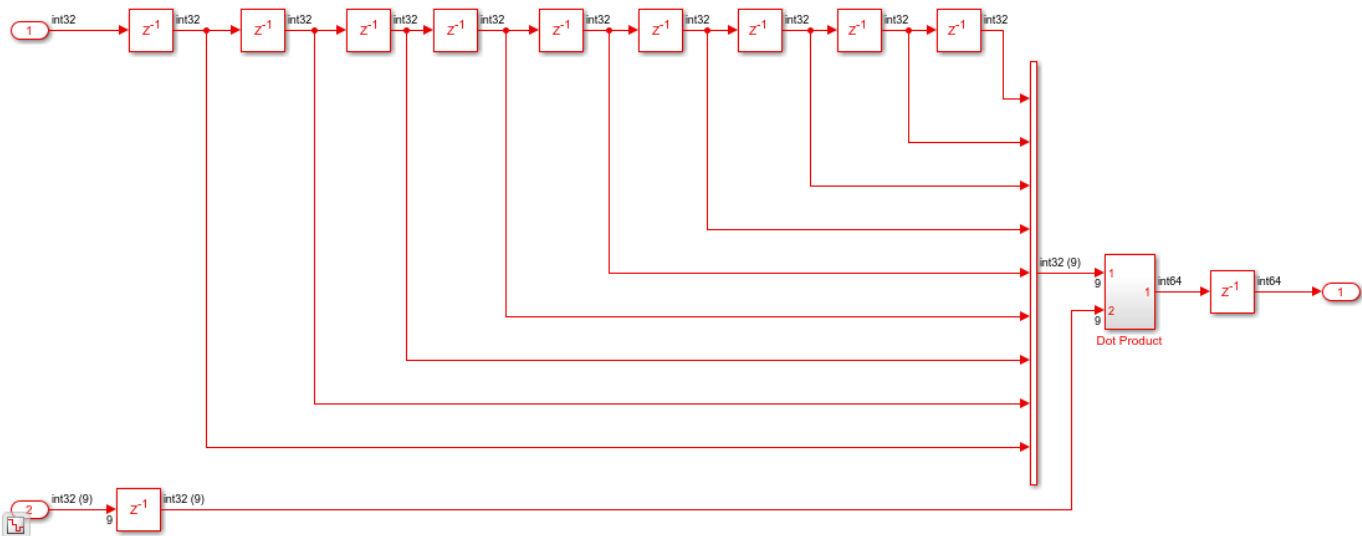 int32 int32 int32 int32 int32 int32 int32 int32 int32 int32
1 z-1 z-1 z-1 z-1 z-1 z-1 z-1 z-1 z-1
int32 (9) 1 int64 int64
9 1 z-1 1
2
9
Dot Product
int32 (9) int32 (9)
2 z-1
9